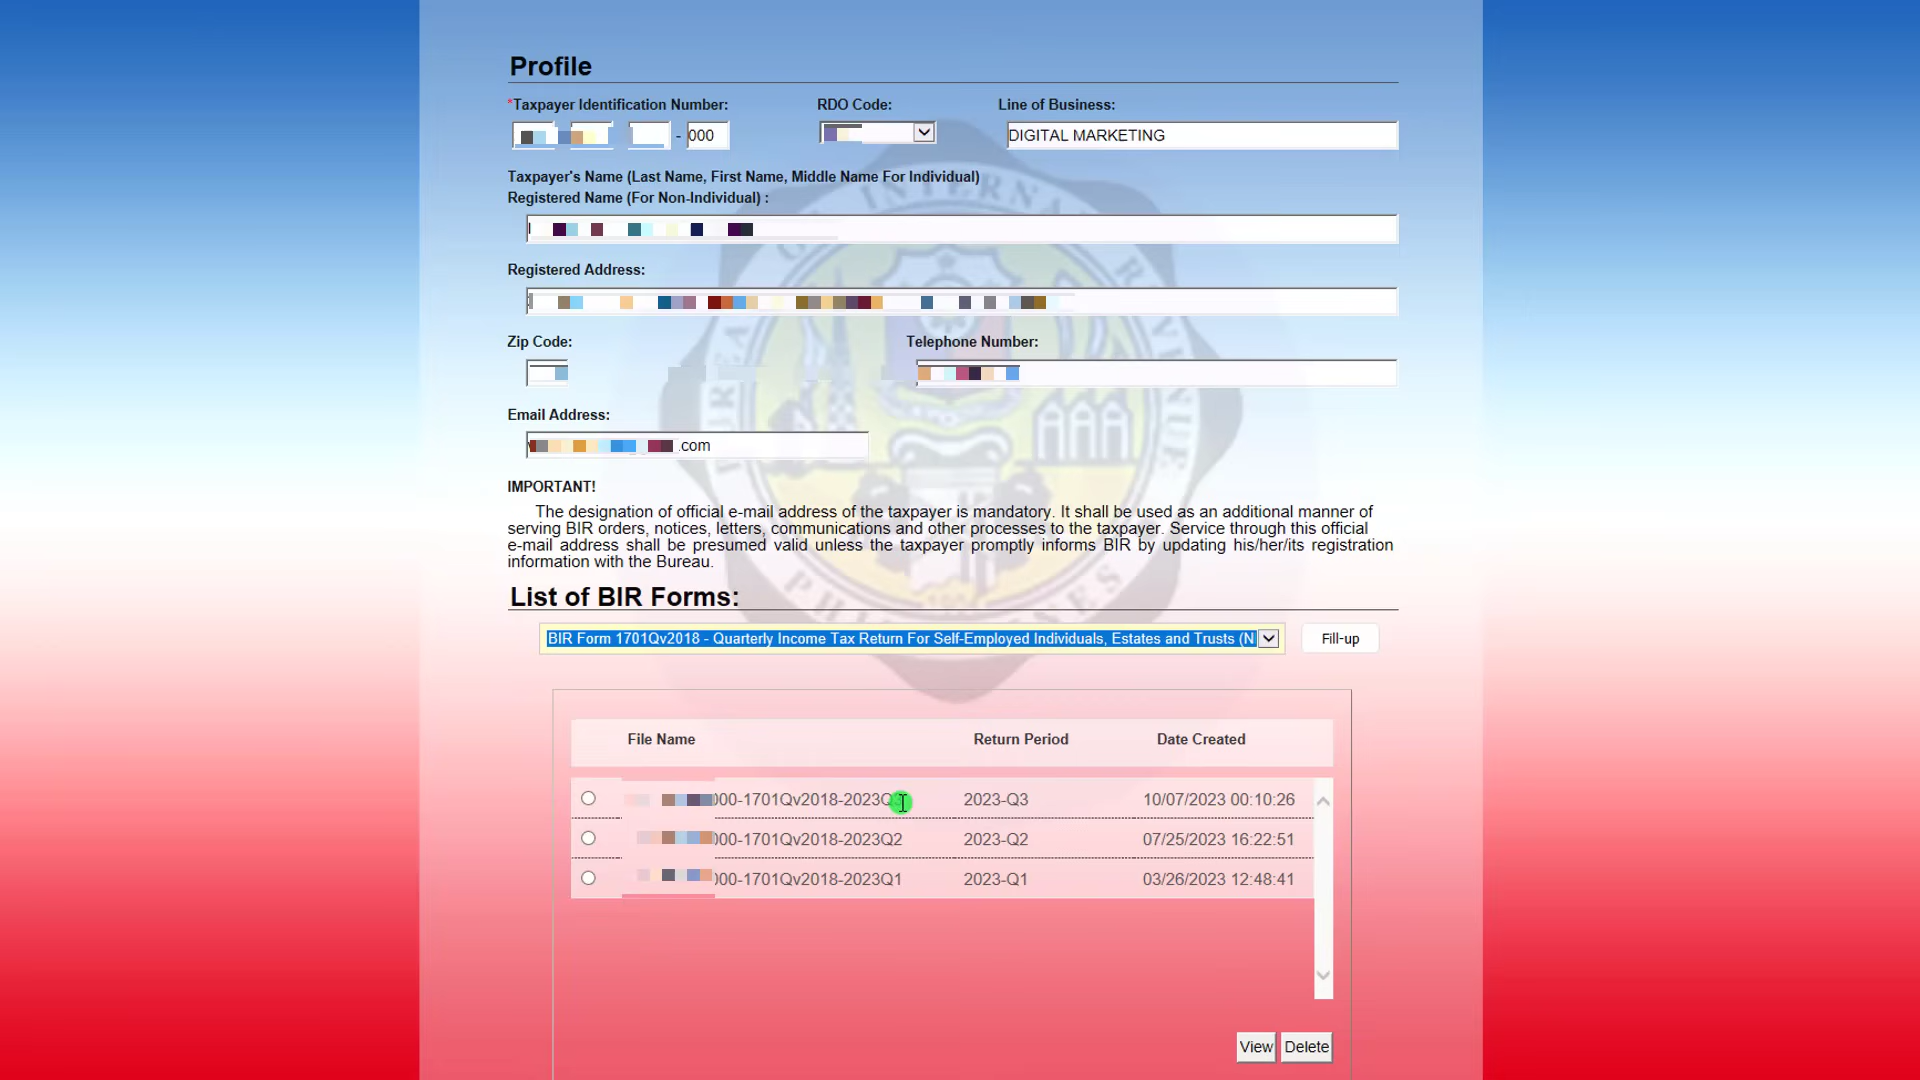 Profile
*Taxpayer Identification Number: RDO Code: Line of Business:
- 000 DIGITAL MARKETING
Taxpayer's Name (Last Name, First Name, Middle Name For Individual)
Registered Name (For Non-Individual) :
Registered Address:
Zip Code: Telephone Number:
Email Address:
.com
IMPORTANT!
The designation of official e-mail address of the taxpayer is mandatory. It shall be used as an additional manner of
serving BIR orders, notices, letters, communications and other processes to the taxpayer. Service through this official
e-mail address shall be presumed valid unless the taxpayer promptly informs BIR by updating his/her/its registration
information with the Bureau.
List of BIR Forms:
BIR Form 1701Qv2018 - Quarterly Income Tax Return For Self-Employed Individuals, Estates and Trusts (N Fill-up
File Name Return Period Date Created
000-1701Qv2018-2023Q3 2023-Q3 10/07/2023 00:10:26
000-1701Qv2018-2023Q2 2023-Q2 07/25/2023 16:22:51
000-1701Qv2018-2023Q1 2023-Q1 03/26/2023 12:48:41
View Delete